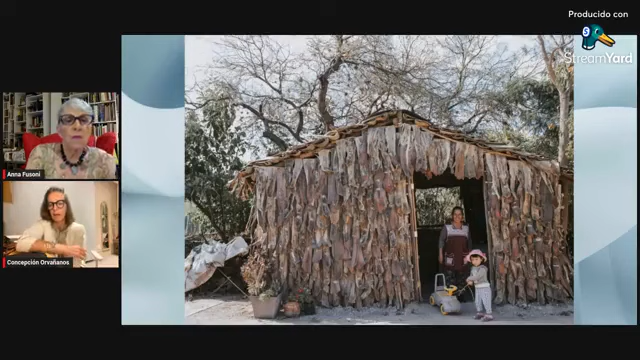 Producido con
StreamYard
Anna Fusoni
Concepción Orvañanos